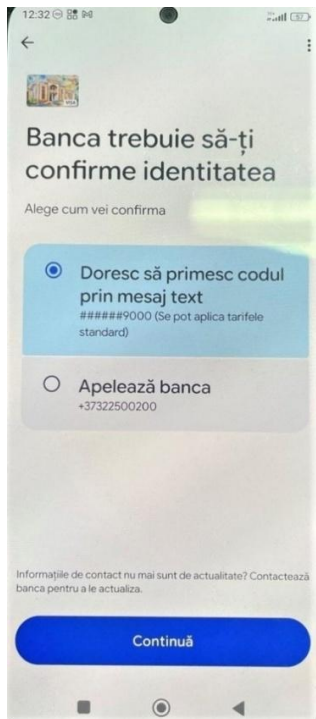 12:32
57
VISA
Banca trebuie să-ți
confirme identitatea
Alege cum vei confirma
Doresc să primesc codul
prin mesaj text
######9000 (Se pot aplica tarifele
standard)
Apelează banca
+37322500200
Informațiile de contact nu mai sunt de actualitate? Contactează
banca pentru a le actualiza.
Continuă